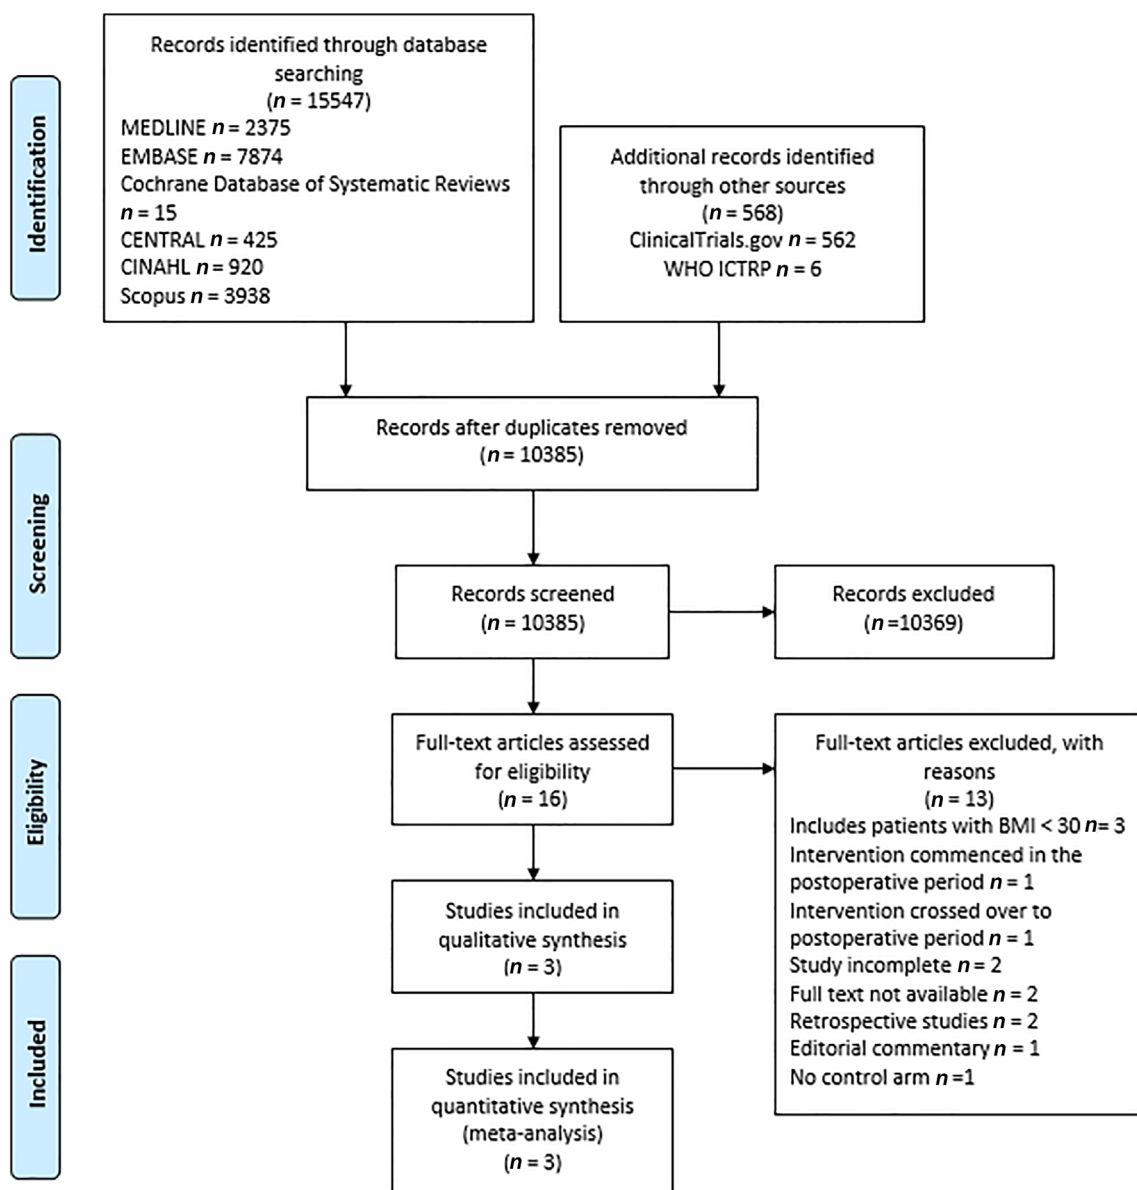 Identification
Records identified through database
searching
(n = 15547)
MEDLINE n = 2375
EMBASE n = 7874
Cochrane Database of Systematic Reviews
n = 15
CENTRAL n = 425
CINAHL n = 920
Scopus n = 3938
Additional records identified
through other sources
(n = 568)
ClinicalTrials.gov n = 562
WHO ICTRP n = 6
Screening
Records after duplicates removed
(n = 10385)
Records screened
(n = 10385)
Records excluded
(n =10369)
Eligibility
Full-text articles assessed
for eligibility
(n = 16)
Full-text articles excluded, with
reasons
(n = 13)
Includes patients with BMI < 30 n= 3
Intervention commenced in the
postoperative period n = 1
Intervention crossed over to
postoperative period n = 1
Study incomplete n = 2
Full text not available n = 2
Retrospective studies n = 2
Editorial commentary n = 1
No control arm n =1
Studies included in
qualitative synthesis
(n = 3)
Included
Studies included in
quantitative synthesis
(meta-analysis)
(n = 3)